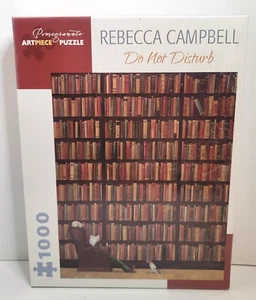 Pomegranate
ARTPIECE PUZZLE
REBECCA CAMPBELL
Do Not Disturb
1000